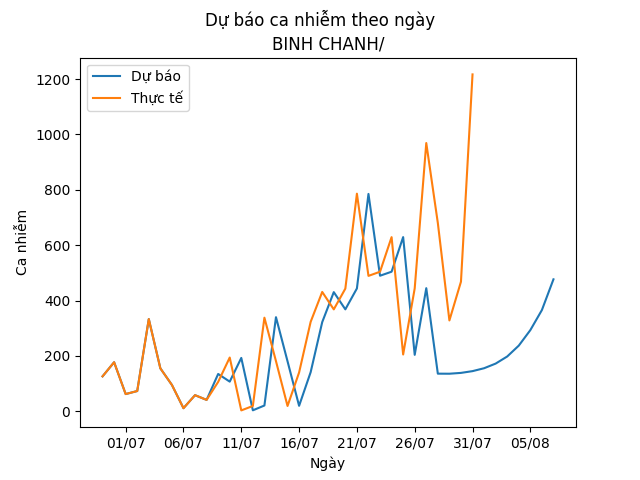 Dự báo ca nhiễm theo ngày
BINH CHANH/
Dự báo
Thực tế
Ca nhiễm
1200
1000
800
600
400
200
0
01/07 06/07 11/07 16/07 21/07 26/07 31/07 05/08
Ngày